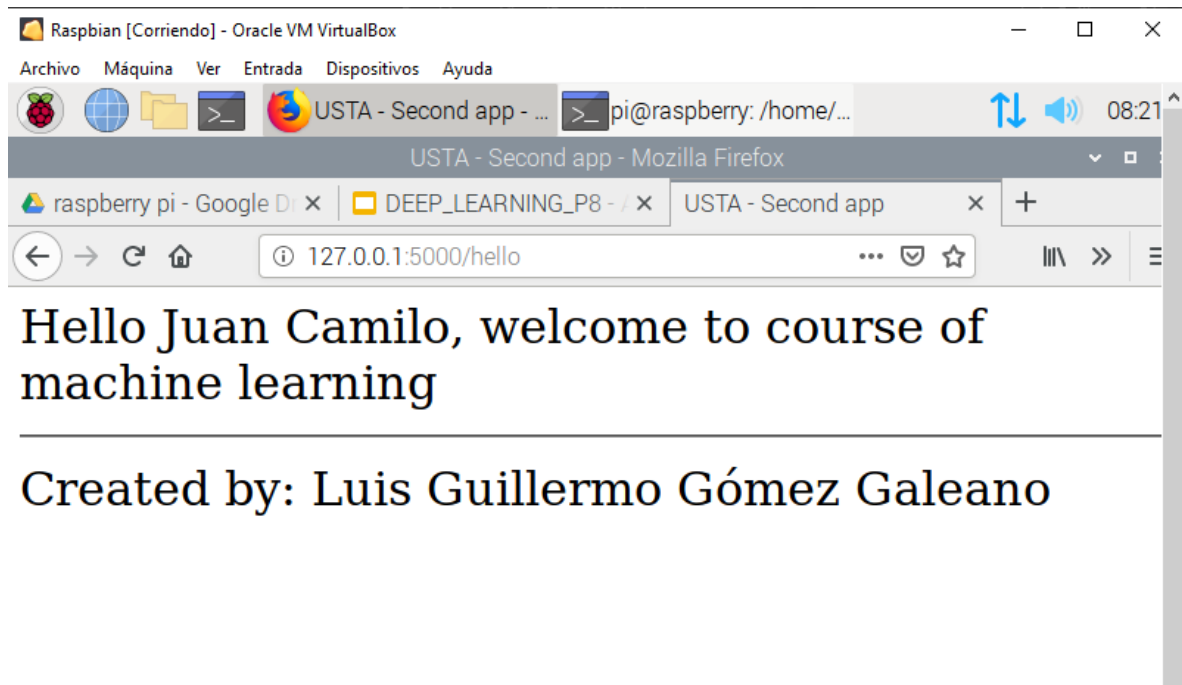 Raspbian [Corriendo] - Oracle VM VirtualBox
Archivo Máquina Ver Entrada Dispositivos Ayuda
USTA - Second app - ... pi@raspberry: /home/... 08:21
USTA - Second app - Mozilla Firefox
raspberry pi - Google Dr DEEP_LEARNING_P8 - USTA - Second app
127.0.0.1:5000/hello
Hello Juan Camilo, welcome to course of
machine learning
Created by: Luis Guillermo Gómez Galeano